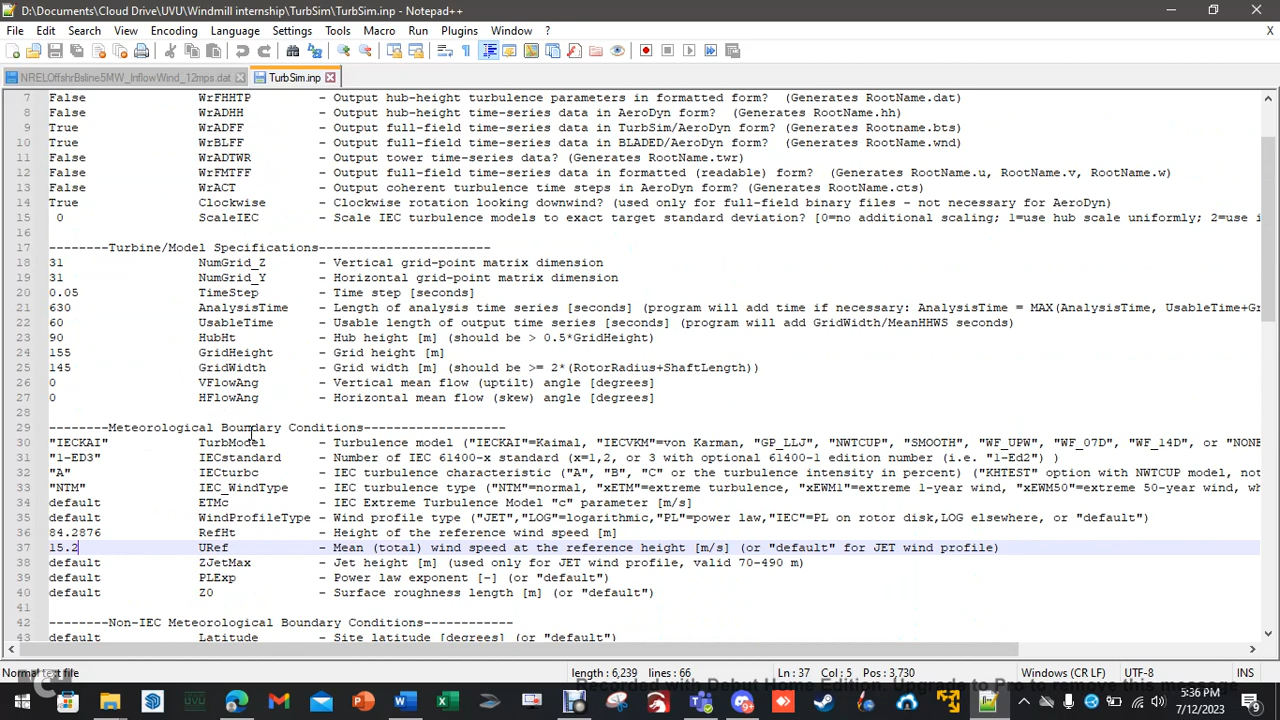 D:\Documents\Cloud Drive\UVU\Windmill internship\TurbSim\TurbSim.inp - Notepad++
File Edit Search View Encoding Language Settings Tools Macro Run Plugins Window ? X
NRELOffshrBsline5MW_InflowWind_12mps.dat TurbSim.inp
7 False WrFHHTP - Output hub-height turbulence parameters in formatted form? (Generates RootName.dat)
8 False WrADHH - Output hub-height time-series data in AeroDyn form? (Generates RootName.hh)
9 True WrADFF - Output full-field time-series data in TurbSim/AeroDyn form? (Generates Rootname.bts)
10 True WrBLFF - Output full-field time-series data in BLADED/AeroDyn form? (Generates RootName.wnd)
11 False WrADTWR - Output tower time-series data? (Generates RootName.twr)
12 False WrFMTFF - Output full-field time-series data in formatted (readable) form? (Generates RootName.u, RootName.v, RootName.w)
13 False WrACT - Output coherent turbulence time steps in AeroDyn form? (Generates RootName.cts)
14 True Clockwise - Clockwise rotation looking downwind? (used only for full-field binary files - not necessary for AeroDyn)
15 0 ScaleIEC - Scale IEC turbulence models to exact target standard deviation? [0=no additional scaling; 1=use hub scale uniformly; 2=use i
16
17 --------Turbine/Model Specifications-----------------------
18 31 NumGrid_Z - Vertical grid-point matrix dimension
19 31 NumGrid_Y - Horizontal grid-point matrix dimension
20 0.05 TimeStep - Time step [seconds]
21 630 AnalysisTime - Length of analysis time series [seconds] (program will add time if necessary: AnalysisTime = MAX(AnalysisTime, UsableTime+Gr
22 60 UsableTime - Usable length of output time series [seconds] (program will add GridWidth/MeanHHWS seconds)
23 90 HubHt - Hub height [m] (should be > 0.5*GridHeight)
24 155 GridHeight - Grid height [m]
25 145 GridWidth - Grid width [m] (should be >= 2*(RotorRadius+ShaftLength))
26 0 VFlowAng - Vertical mean flow (uptilt) angle [degrees]
27 0 HFlowAng - Horizontal mean flow (skew) angle [degrees]
28
29 --------Meteorological Boundary Conditions-------------------
30 "IECKAI" TurbModel - Turbulence model ("IECKAI"=Kaimal, "IECVKM"=von Karman, "GP_LLJ", "NWTCUP", "SMOOTH", "WF_UPW", "WF_07D", "WF_14D", or "NONE
31 "1-ED3" IECstandard - Number of IEC 61400-x standard (x=1,2, or 3 with optional 61400-1 edition number (i.e. "1-Ed2") )
32 "A" IECturbc - IEC turbulence characteristic ("A", "B", "C" or the turbulence intensity in percent) ("KHTEST" option with NWTCUP model, not
33 "NTM" IEC_WindType - IEC turbulence type ("NTM"=normal, "xETM"=extreme turbulence, "xEWM1"=extreme 1-year wind, "xEWM50"=extreme 50-year wind, wh
34 default ETMc - IEC Extreme Turbulence Model "c" parameter [m/s]
35 default WindProfileType - Wind profile type ("JET","LOG"=logarithmic,"PL"=power law,"IEC"=PL on rotor disk,LOG elsewhere, or "default")
36 84.2876 RefHt - Height of the reference wind speed [m]
37 15.2 URef - Mean (total) wind speed at the reference height [m/s] (or "default" for JET wind profile)
38 default ZJetMax - Jet height [m] (used only for JET wind profile, valid 70-490 m)
39 default PLExp - Power law exponent [-] (or "default")
40 default Z0 - Surface roughness length [m] (or "default")
41
42 --------Non-IEC Meteorological Boundary Conditions------------
43 default Latitude - Site latitude [degrees] (or "default")
Normal text file length : 6,239 lines : 66 Ln : 37 Col : 5 Pos : 3,730 Windows (CR LF) UTF-8 INS
Recorded with Debut Home Edition. Upgrade to Pro to remove this message
5:36 PM
7/12/2023